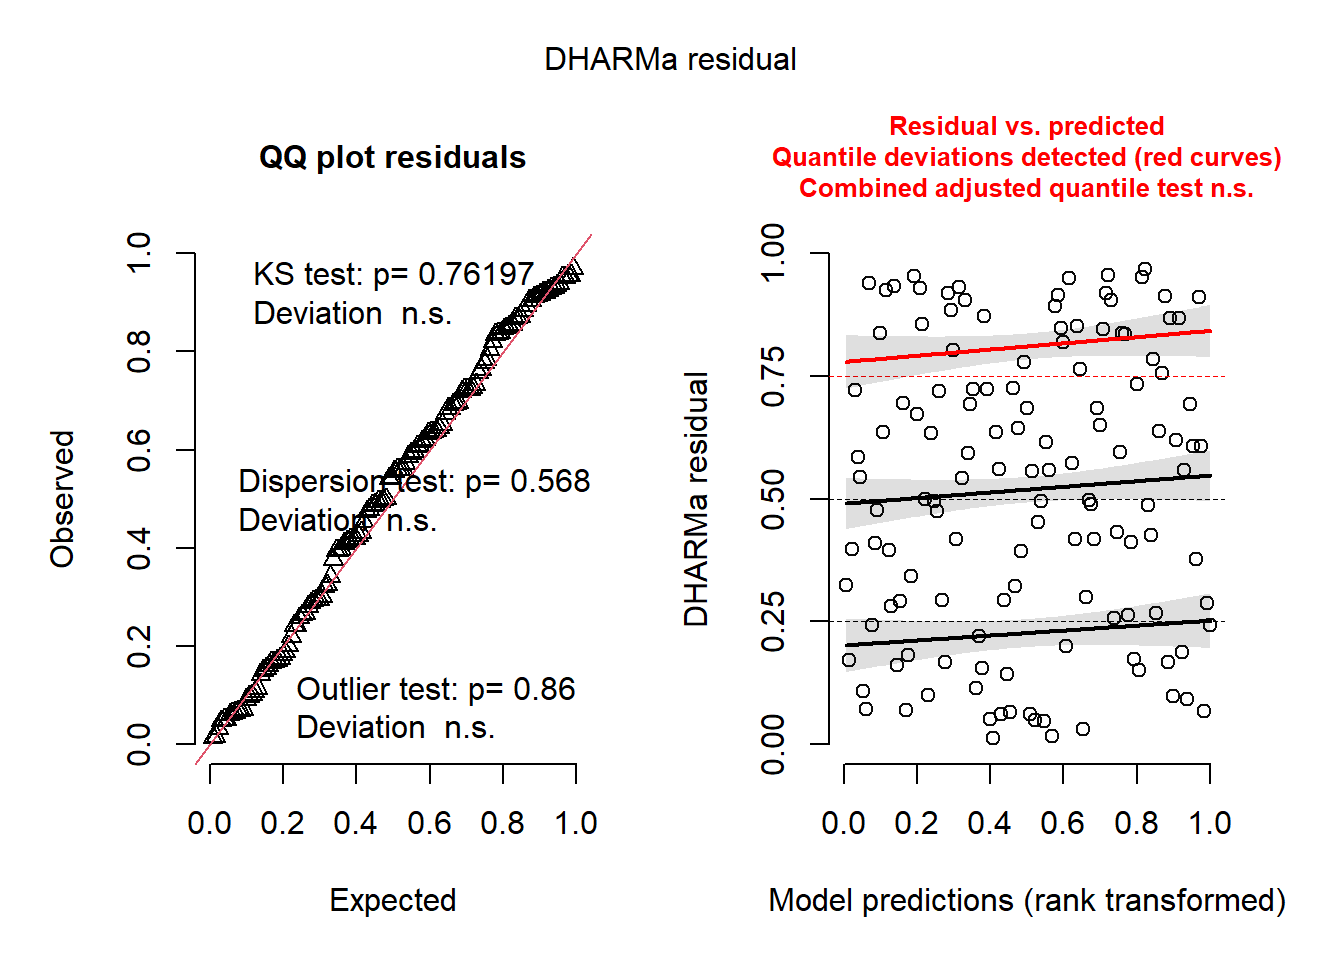 DHARMa residual
QQ plot residuals
KS test: p= 0.76197
Deviation  n.s.
Dispersion test: p= 0.568
Deviation  n.s.
Outlier test: p= 0.86
Deviation  n.s.
Observed
0.0 0.2 0.4 0.6 0.8 1.0
0.0 0.2 0.4 0.6 0.8 1.0
Expected
Residual vs. predicted
Quantile deviations detected (red curves)
Combined adjusted quantile test n.s.
DHARMa residual
0.00 0.25 0.50 0.75 1.00
0.0 0.2 0.4 0.6 0.8 1.0
Model predictions (rank transformed)